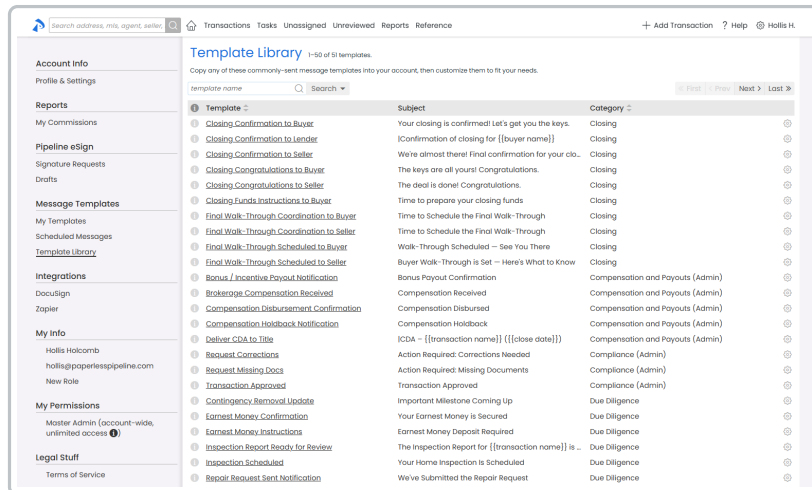 Search address, mls, agent, seller, Transactions Tasks Unassigned Unreviewed Reports Reference + Add Transaction ? Help Hollis H.
Account Info
Profile & Settings
Reports
My Commissions
Pipeline eSign
Signature Requests
Drafts
Message Templates
My Templates
Scheduled Messages
Template Library
Integrations
DocuSign
Zapier
My Info
Hollis Holcomb
hollis@paperlesspipeline.com
New Role
My Permissions
Master Admin (account-wide,
unlimited access)
Legal Stuff
Terms of Service
Template Library 1–50 of 51 templates.
Copy any of these commonly-sent message templates into your account, then customize them to fit your needs.
template name Search « First ‹ Prev Next › Last »
Template Subject Category
Closing Confirmation to Buyer Your closing is confirmed! Let's get you the keys. Closing
Closing Confirmation to Lender |Confirmation of closing for {{buyer name}} Closing
Closing Confirmation to Seller We're almost there! Final confirmation for your clo... Closing
Closing Congratulations to Buyer The keys are all yours! Congratulations. Closing
Closing Congratulations to Seller The deal is done! Congratulations. Closing
Closing Funds Instructions to Buyer Time to prepare your closing funds Closing
Final Walk-Through Coordination to Buyer Time to Schedule the Final Walk-Through Closing
Final Walk-Through Coordination to Seller Time to Schedule the Final Walk-Through Closing
Final Walk-Through Scheduled to Buyer Walk-Through Scheduled — See You There Closing
Final Walk-Through Scheduled to Seller Buyer Walk-Through is Set — Here's What to Know Closing
Bonus / Incentive Payout Notification Bonus Payout Confirmation Compensation and Payouts (Admin)
Brokerage Compensation Received Compensation Received Compensation and Payouts (Admin)
Compensation Disbursement Confirmation Compensation Disbursed Compensation and Payouts (Admin)
Compensation Holdback Notification Compensation Holdback Compensation and Payouts (Admin)
Deliver CDA to Title |CDA – {{transaction name}} ({{close date}}) Compensation and Payouts (Admin)
Request Corrections Action Required: Corrections Needed Compliance (Admin)
Request Missing Docs Action Required: Missing Documents Compliance (Admin)
Transaction Approved Transaction Approved Compliance (Admin)
Contingency Removal Update Important Milestone Coming Up Due Diligence
Earnest Money Confirmation Your Earnest Money is Secured Due Diligence
Earnest Money Instructions Earnest Money Deposit Required Due Diligence
Inspection Report Ready for Review The Inspection Report for {{transaction name}} is ... Due Diligence
Inspection Scheduled Your Home Inspection Is Scheduled Due Diligence
Repair Request Sent Notification We've Submitted the Repair Request Due Diligence